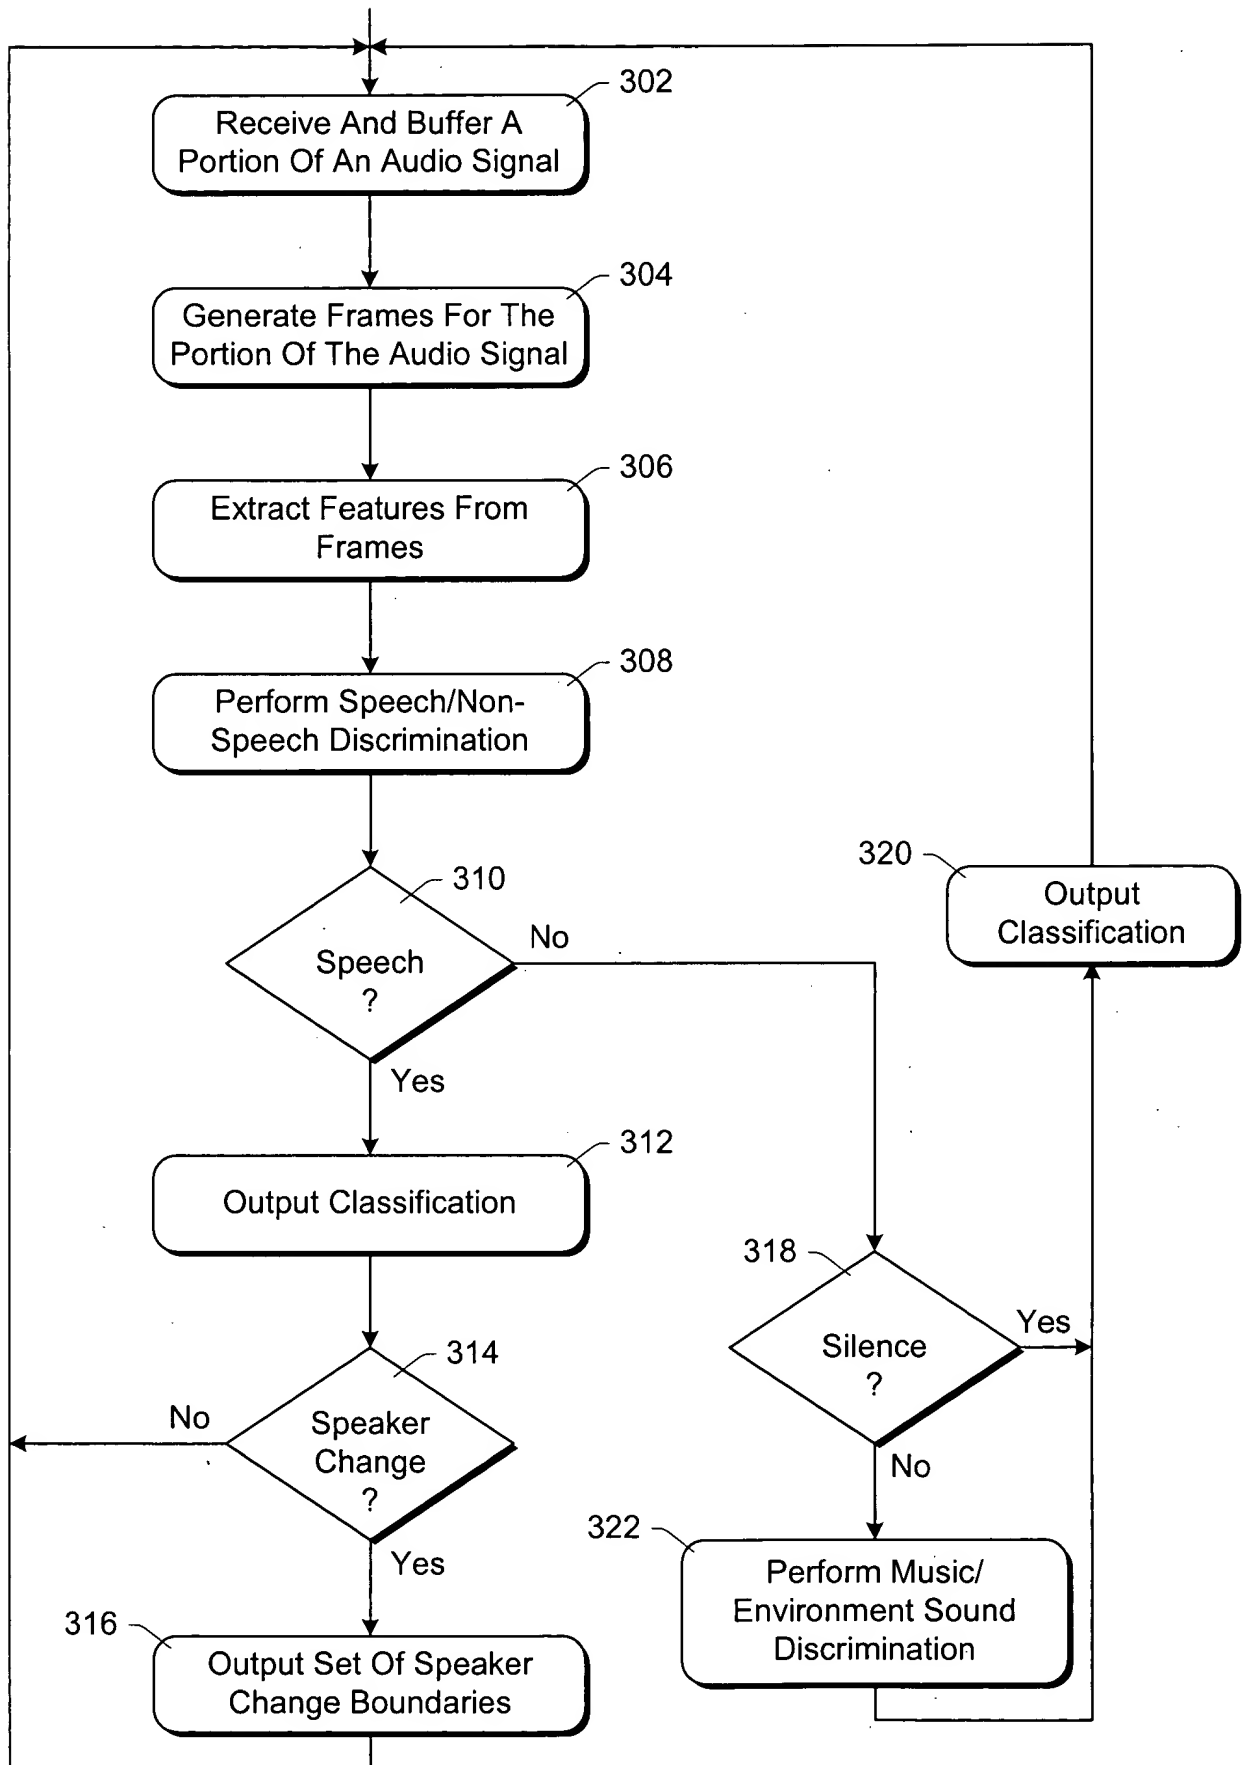 302
Receive And Buffer A
Portion Of An Audio Signal
304
Generate Frames For The
Portion Of The Audio Signal
306
Extract Features From
Frames
308
Perform Speech/Non-
Speech Discrimination
310
Speech
?
No
Yes
320
Output
Classification
312
Output Classification
318
Silence
?
Yes
No
314
Speaker
Change
?
No
Yes
322
Perform Music/
Environment Sound
Discrimination
316
Output Set Of Speaker
Change Boundaries